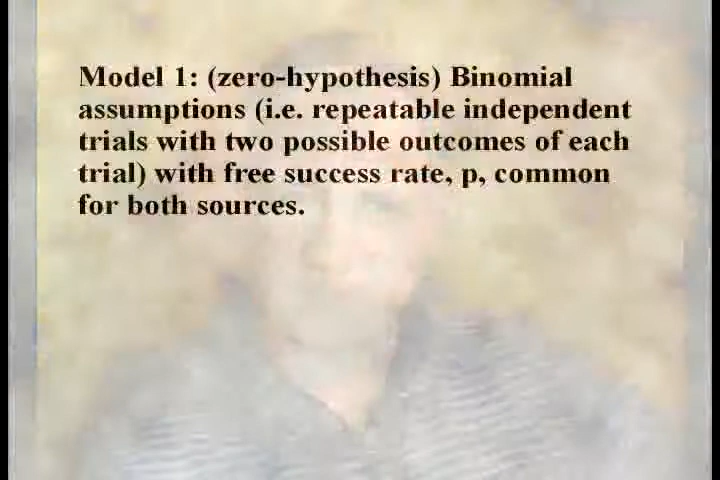 Model 1: (zero-hypothesis) Binomial
assumptions (i.e. repeatable independent
trials with two possible outcomes of each
trial) with free success rate, p, common
for both sources.